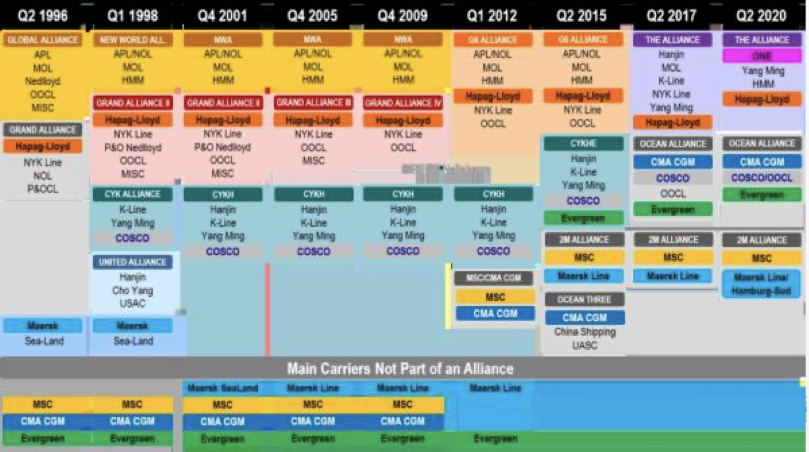 Q2 1996 Q1 1998 Q4 2001 Q4 2005 Q4 2009 Q1 2012 Q2 2015 Q2 2017 Q2 2020
GLOBAL ALLIANCE
APL
MOL
Nedlloyd
OOCL
MISC
GRAND ALLIANCE
Hapag-Lloyd
NYK Line
NOL
P&OCL
Maersk
Sea-Land
NEW WORLD ALL.
APL/NOL
MOL
HMM
GRAND ALLIANCE II
Hapag-Lloyd
NYK Line
P&O Nedlloyd
OOCL
MISC
CYK ALLIANCE
K-Line
Yang Ming
COSCO
UNITED ALLIANCE
Hanjin
Cho Yang
USAC
Maersk
Sea-Land
NWA
APL/NOL
MOL
HMM
GRAND ALLIANCE II
Hapag-Lloyd
NYK Line
P&O Nedlloyd
OOCL
MISC
CYKH
Hanjin
K-Line
Yang Ming
COSCO
NWA
APL/NOL
MOL
HMM
GRAND ALLIANCE III
Hapag-Lloyd
NYK Line
OOCL
MISC
CYKH
Hanjin
K-Line
Yang Ming
COSCO
NWA
APL/NOL
MOL
HMM
GRAND ALLIANCE IV
Hapag-Lloyd
NYK Line
OOCL
CYKH
Hanjin
K-Line
Yang Ming
COSCO
G6 ALLIANCE
APL/NOL
MOL
HMM
Hapag-Lloyd
NYK Line
OOCL
CYKH
Hanjin
K-Line
Yang Ming
COSCO
MSC/CMA CGM
MSC
CMA CGM
G6 ALLIANCE
APL/NOL
MOL
HMM
Hapag-Lloyd
NYK Line
OOCL
CYKHE
Hanjin
K-Line
Yang Ming
COSCO
Evergreen
2M ALLIANCE
MSC
Maersk Line
OCEAN THREE
CMA CGM
China Shipping
UASC
THE ALLIANCE
Hanjin
MOL
K-Line
NYK Line
Yang Ming
Hapag-Lloyd
OCEAN ALLIANCE
CMA CGM
COSCO
OOCL
Evergreen
2M ALLIANCE
MSC
Maersk Line
THE ALLIANCE
ONE
Yang Ming
HMM
Hapag-Lloyd
OCEAN ALLIANCE
CMA CGM
COSCO/OOCL
Evergreen
2M ALLIANCE
MSC
Maersk Line/
Hamburg-Sud
Main Carriers Not Part of an Alliance
Maersk SeaLand Maersk Line Maersk Line Maersk Line
MSC MSC MSC MSC MSC
CMA CGM CMA CGM CMA CGM CMA CGM CMA CGM
Evergreen Evergreen Evergreen Evergreen Evergreen Evergreen